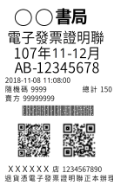 ○○書局
電子發票證明聯
107年11-12月
AB-12345678
2018-11-08 11:08:00
隨機碼 9999 總計 150
賣方 99999999
XXXXXX 店 1234567890
退貨憑電子發票證明聯正本辦理